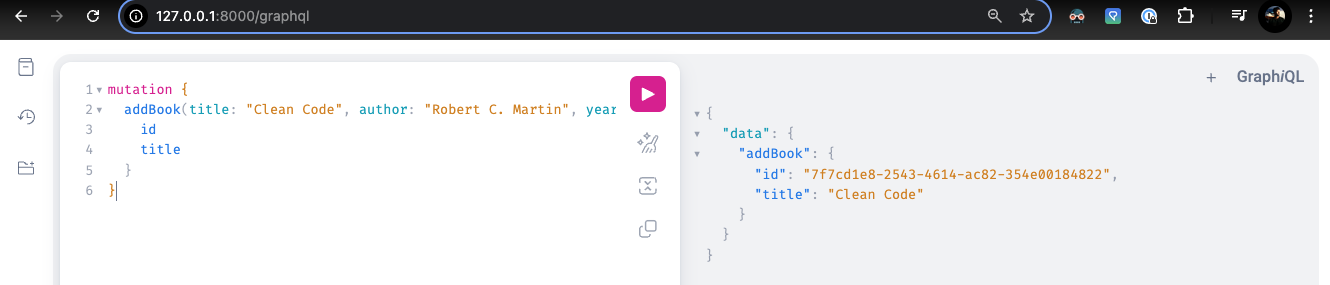 127.0.0.1:8000/graphql
GraphiQL
1 mutation {
2 addBook(title: "Clean Code", author: "Robert C. Martin", year
3 id
4 title
5 }
6 }
{
"data": {
"addBook": {
"id": "7f7cd1e8-2543-4614-ac82-354e00184822",
"title": "Clean Code"
}
}
}